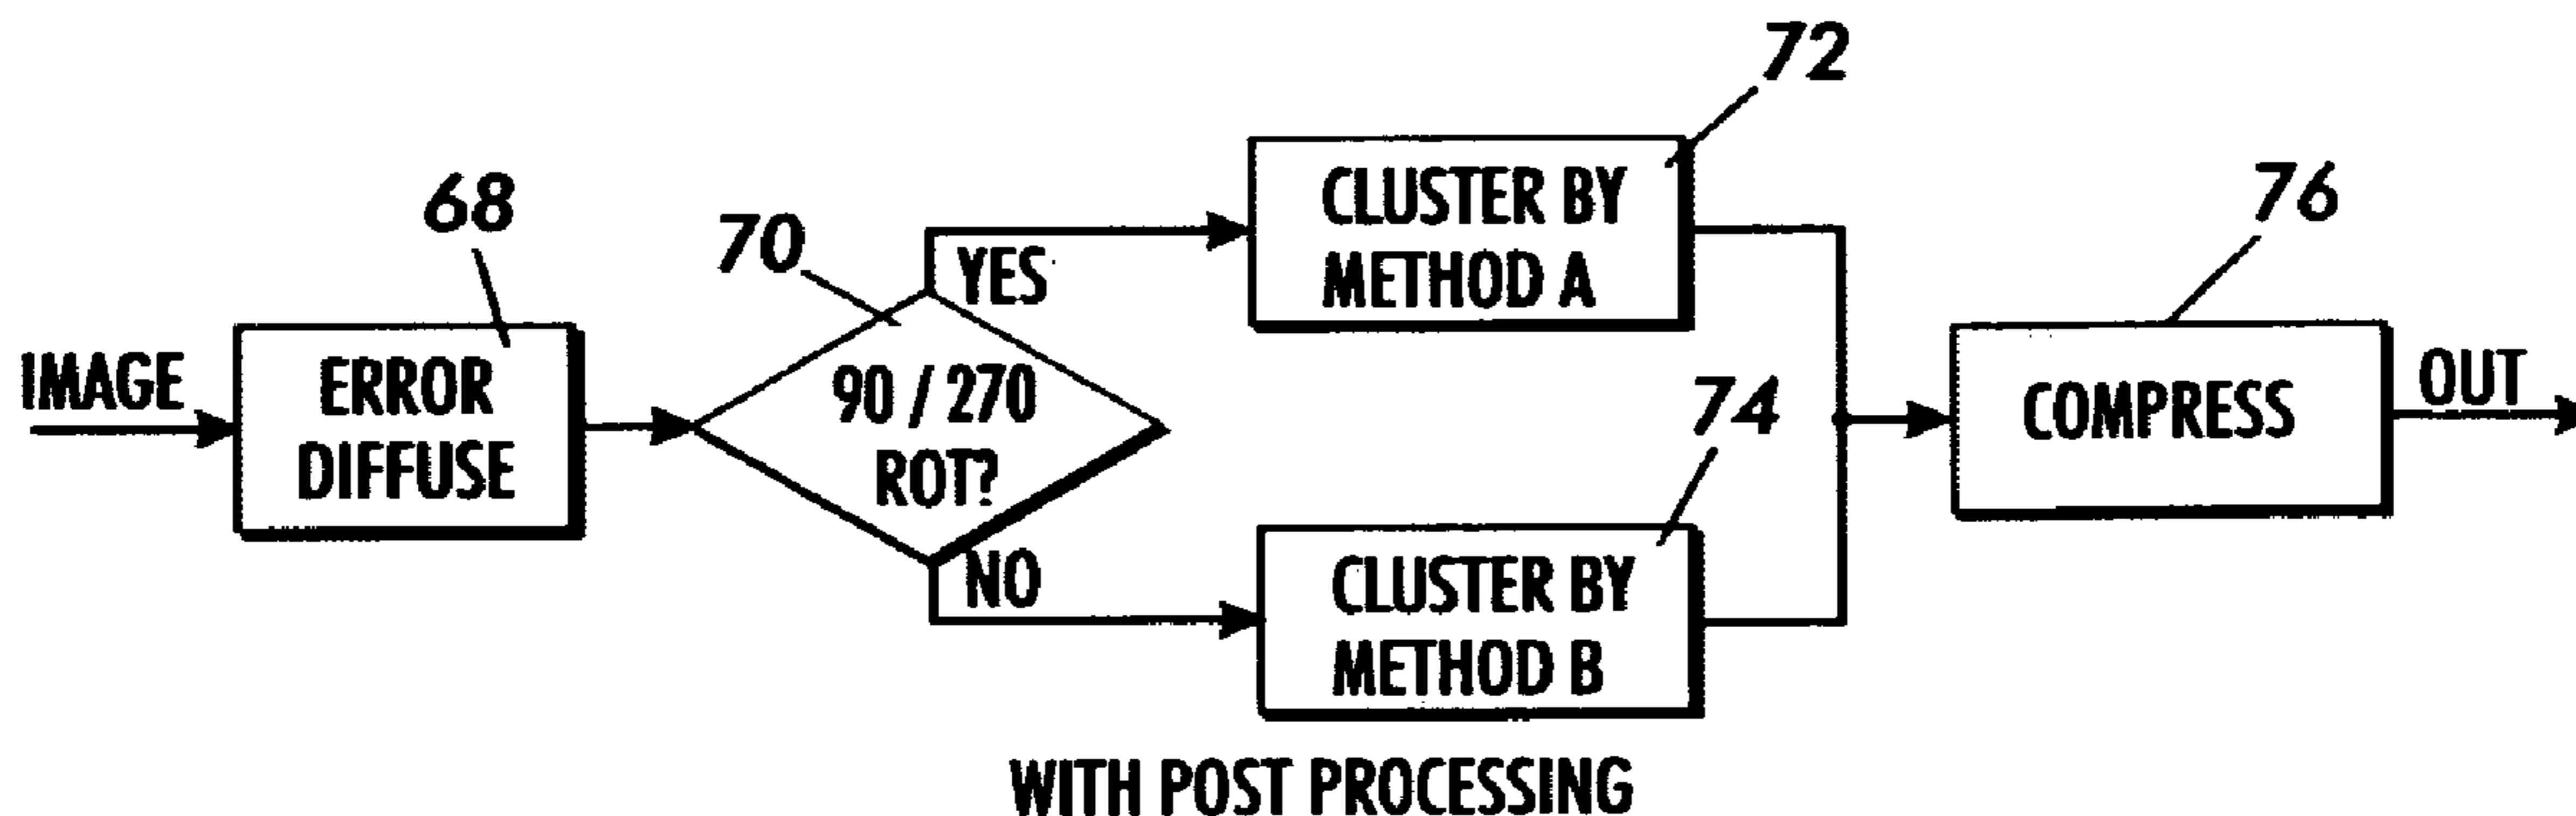 IMAGE
68
ERROR
DIFFUSE
70
90 / 270
ROT?
YES
NO
72
CLUSTER BY
METHOD A
74
CLUSTER BY
METHOD B
76
COMPRESS
OUT
WITH POST PROCESSING